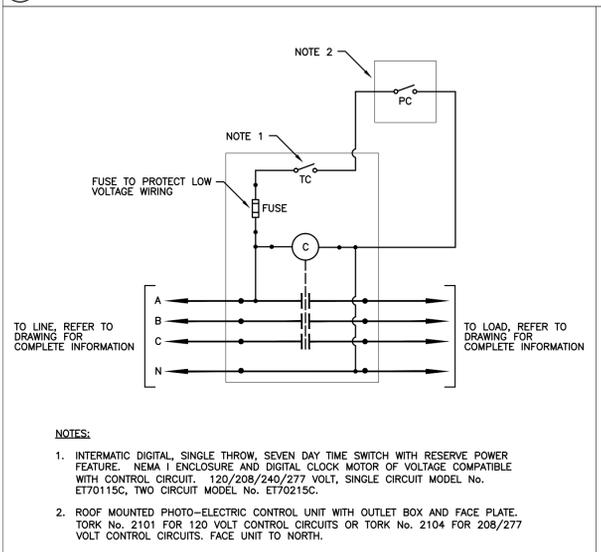 NOTE 2
PC
NOTE 1
TC
FUSE TO PROTECT LOW
VOLTAGE WIRING
FUSE
C
A
B
C
N
TO LINE, REFER TO
DRAWING FOR
COMPLETE INFORMATION
TO LOAD, REFER TO
DRAWING FOR
COMPLETE INFORMATION
NOTES:
1. INTERMATIC DIGITAL, SINGLE THROW, SEVEN DAY TIME SWITCH WITH RESERVE POWER
FEATURE. NEMA I ENCLOSURE AND DIGITAL CLOCK MOTOR OF VOLTAGE COMPATIBLE
WITH CONTROL CIRCUIT. 120/208/240/277 VOLT, SINGLE CIRCUIT MODEL No.
ET70115C, TWO CIRCUIT MODEL No. ET70215C.
2. ROOF MOUNTED PHOTO-ELECTRIC CONTROL UNIT WITH OUTLET BOX AND FACE PLATE.
TORK No. 2101 FOR 120 VOLT CONTROL CIRCUITS OR TORK No. 2104 FOR 208/277
VOLT CONTROL CIRCUITS. FACE UNIT TO NORTH.